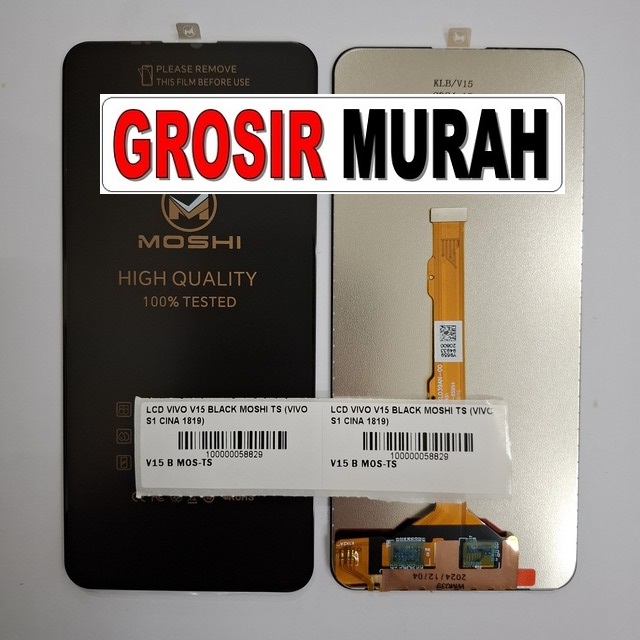 PLEASE REMOVE
THIS FILM BEFORE USE
KLB/V15
GROSIR MURAH
MOSHI
HIGH QUALITY
100% TESTED
LCD VIVO V15 BLACK MOSHI TS (VIVO
S1 CINA 1819)
100000058829
V15 B MOS-TS
LCD VIVO V15 BLACK MOSHI TS (VIVO
S1 CINA 1819)
100000058829
V15 B MOS-TS
2024/12/04